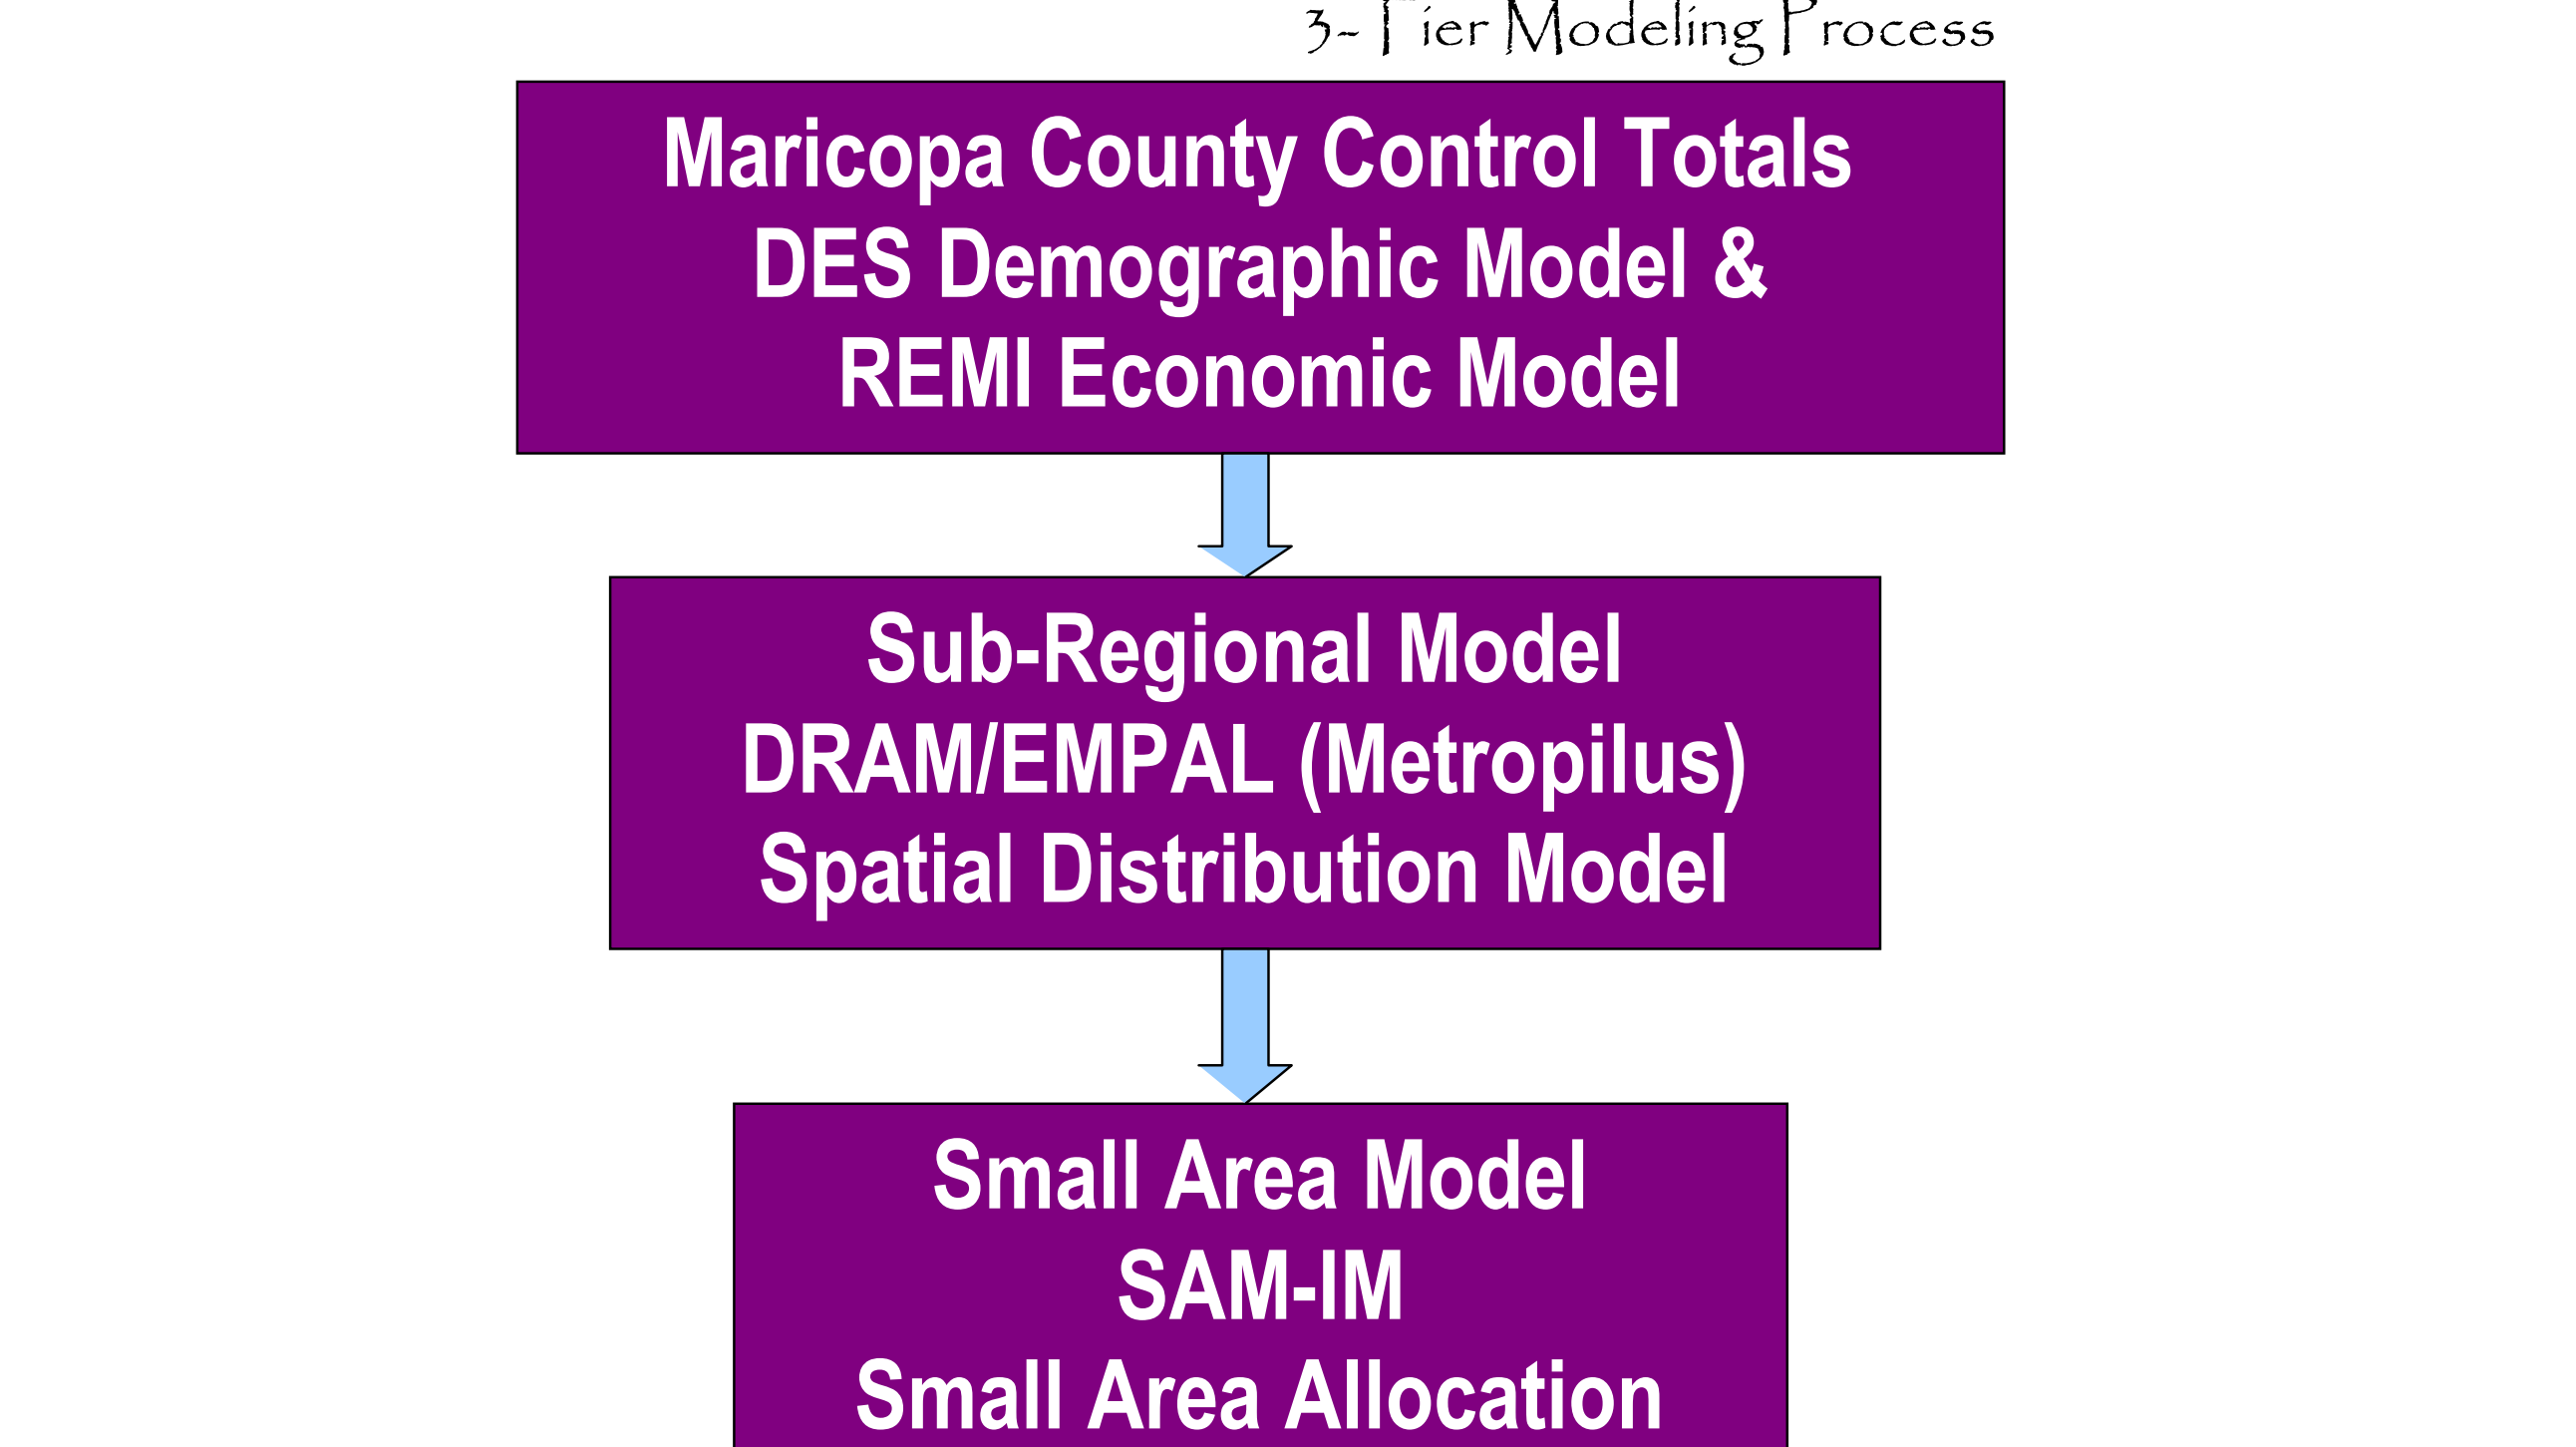 3- Tier Modeling Process
Maricopa County Control Totals
DES Demographic Model &
REMI Economic Model
Sub-Regional Model
DRAM/EMPAL (Metropilus)
Spatial Distribution Model
Small Area Model
SAM-IM
Small Area Allocation